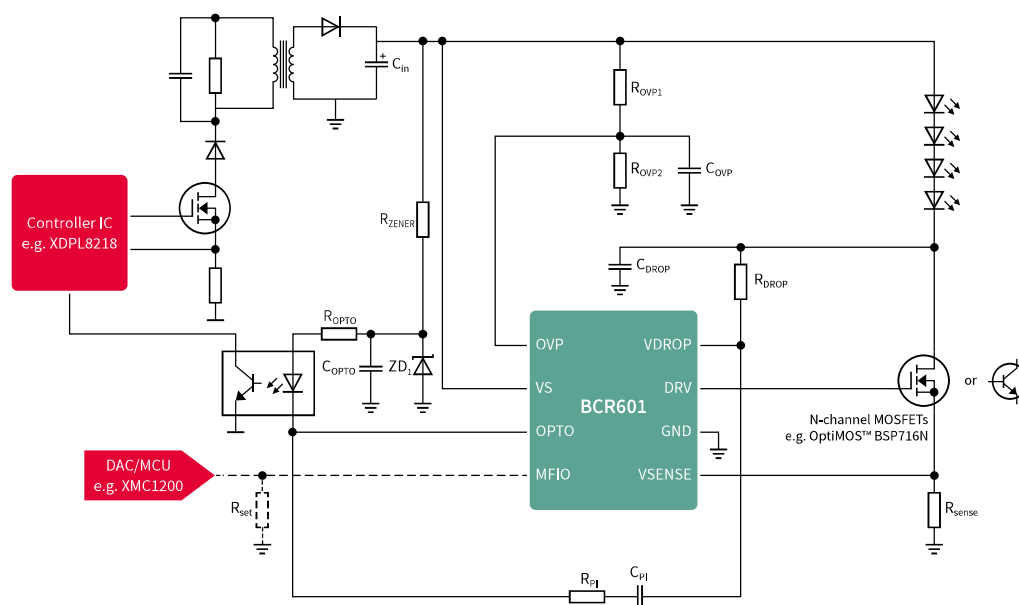 +
C_in
R_OVP1
R_OVP2
C_OVP
Controller IC
e.g. XDPL8218
R_ZENER
C_DROP
R_DROP
R_OPTO
C_OPTO
ZD_1
OVP
VDROP
VS
DRV
BCR601
OPTO
GND
MFIO
VSENSE
or
N-channel MOSFETs
e.g. OptiMOS™ BSP716N
DAC/MCU
e.g. XMC1200
R_set
R_sense
R_PI
C_PI